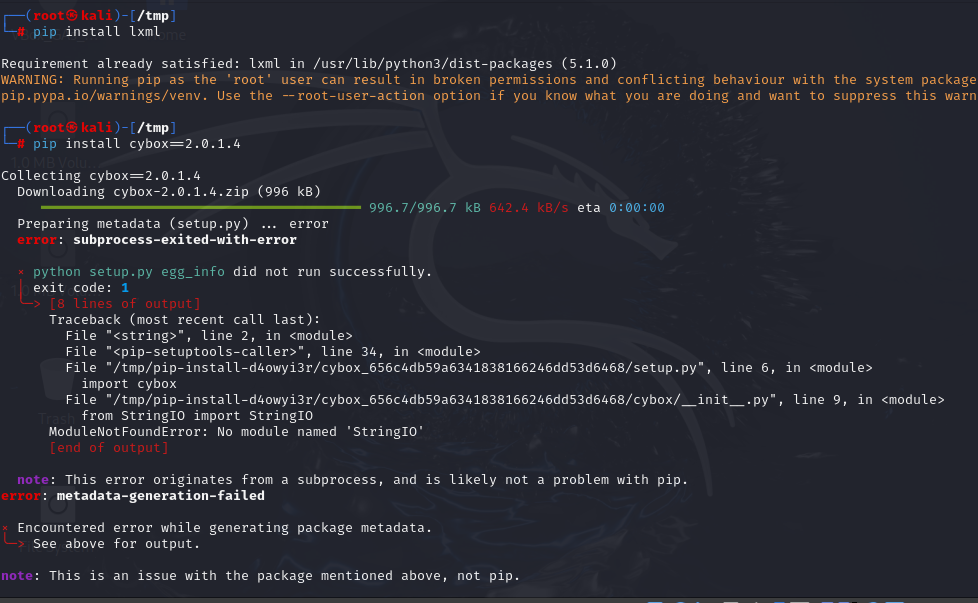 ┌──(root㉿kali)-[/tmp]
└─# pip install lxml
Requirement already satisfied: lxml in /usr/lib/python3/dist-packages (5.1.0)
WARNING: Running pip as the 'root' user can result in broken permissions and conflicting behaviour with the system package
pip.pypa.io/warnings/venv. Use the --root-user-action option if you know what you are doing and want to suppress this warn
┌──(root㉿kali)-[/tmp]
└─# pip install cybox==2.0.1.4
Collecting cybox==2.0.1.4
Downloading cybox-2.0.1.4.zip (996 kB)
996.7/996.7 kB 642.4 kB/s eta 0:00:00
Preparing metadata (setup.py) ... error
error: subprocess-exited-with-error
× python setup.py egg_info did not run successfully.
│ exit code: 1
╰─> [8 lines of output]
Traceback (most recent call last):
File "<string>", line 2, in <module>
File "<pip-setuptools-caller>", line 34, in <module>
File "/tmp/pip-install-d4owyi3r/cybox_656c4db59a6341838166246dd53d6468/setup.py", line 6, in <module>
import cybox
File "/tmp/pip-install-d4owyi3r/cybox_656c4db59a6341838166246dd53d6468/cybox/__init__.py", line 9, in <module>
from StringIO import StringIO
ModuleNotFoundError: No module named 'StringIO'
[end of output]
note: This error originates from a subprocess, and is likely not a problem with pip.
error: metadata-generation-failed
× Encountered error while generating package metadata.
╰─> See above for output.
note: This is an issue with the package mentioned above, not pip.